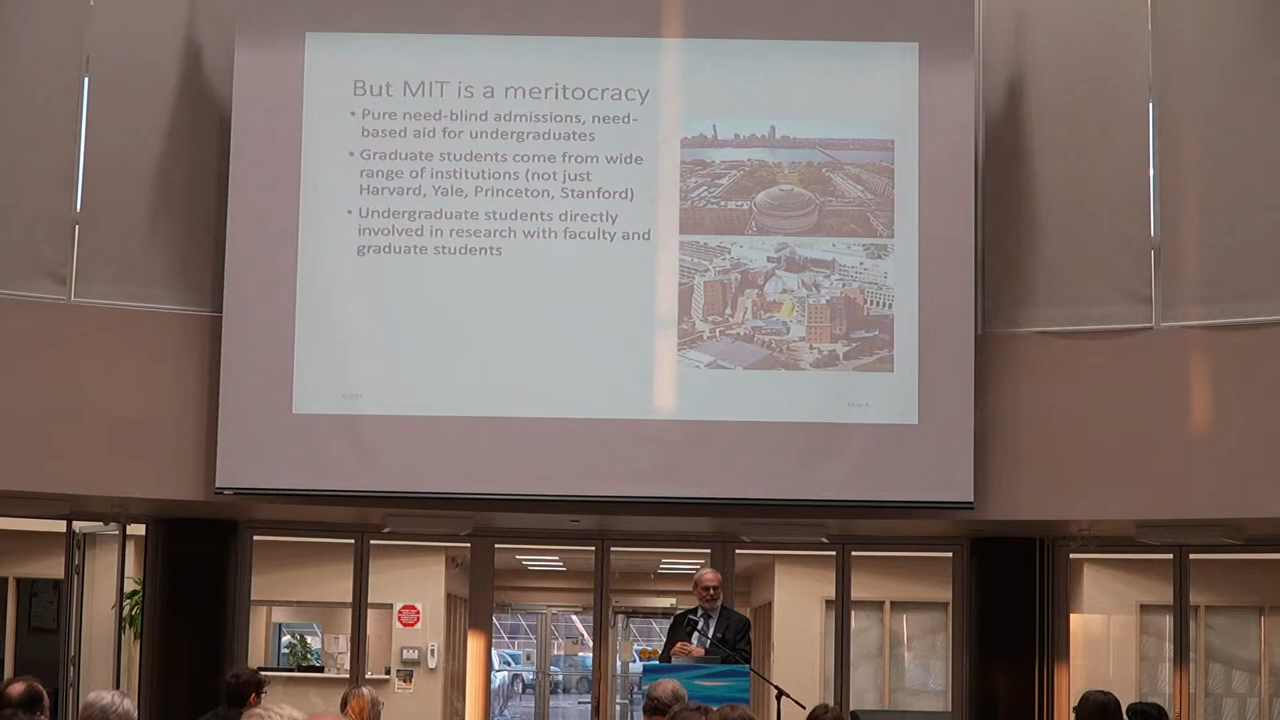 But MIT is a meritocracy
• Pure need-blind admissions, need-
based aid for undergraduates
• Graduate students come from wide
range of institutions (not just
Harvard, Yale, Princeton, Stanford)
• Undergraduate students directly
involved in research with faculty and
graduate students